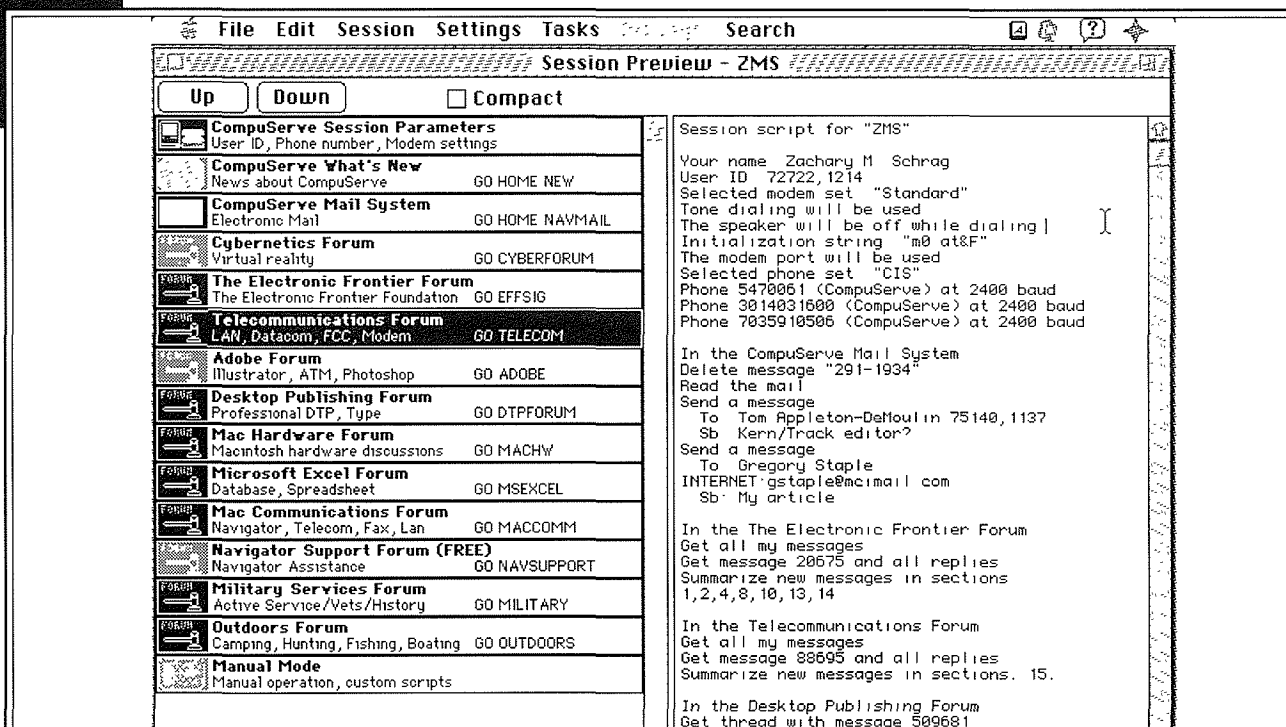 File Edit Session Settings Tasks Search
Session Preview - ZMS
Up Down Compact
CompuServe Session Parameters
User ID, Phone number, Modem settings
CompuServe What's New
News about CompuServe GO HOME NEW
CompuServe Mail System
Electronic Mail GO HOME NAVMAIL
Cybernetics Forum
Virtual reality GO CYBERFORUM
FORUM The Electronic Frontier Forum
The Electronic Frontier Foundation GO EFFSIG
FORUM Telecommunications Forum
LAN, Datacom, FCC, Modem GO TELECOM
Adobe Forum
Illustrator, ATM, Photoshop GO ADOBE
FORUM Desktop Publishing Forum
Professional DTP, Type GO DTPFORUM
FORUM Mac Hardware Forum
Macintosh hardware discussions GO MACHW
FORUM Microsoft Excel Forum
Database, Spreadsheet GO MSEXCEL
FORUM Mac Communications Forum
Navigator, Telecom, Fax, Lan GO MACCOMM
Navigator Support Forum (FREE)
Navigator Assistance GO NAVSUPPORT
FORUM Military Services Forum
Active Service/Vets/History GO MILITARY
FORUM Outdoors Forum
Camping, Hunting, Fishing, Boating GO OUTDOORS
Manual Mode
Manual operation, custom scripts
Session script for "ZMS"
Your name Zachary M Schrag
User ID 72722,1214
Selected modem set "Standard"
Tone dialing will be used
The speaker will be off while dialing
Initialization string "m0 at&F"
The modem port will be used
Selected phone set "CIS"
Phone 5470061 (CompuServe) at 2400 baud
Phone 3014031600 (CompuServe) at 2400 baud
Phone 7035910506 (CompuServe) at 2400 baud
In the CompuServe Mail System
Delete message "291-1934"
Read the mail
Send a message
To Tom Appleton-DeMoulin 75140,1137
Sb Kern/Track editor?
Send a message
To Gregory Staple
INTERNET:gstaple@mcimail com
Sb: My article
In the The Electronic Frontier Forum
Get all my messages
Get message 20675 and all replies
Summarize new messages in sections
1,2,4,8,10,13,14
In the Telecommunications Forum
Get all my messages
Get message 88695 and all replies
Summarize new messages in sections. 15.
In the Desktop Publishing Forum
Get thread with message 509681